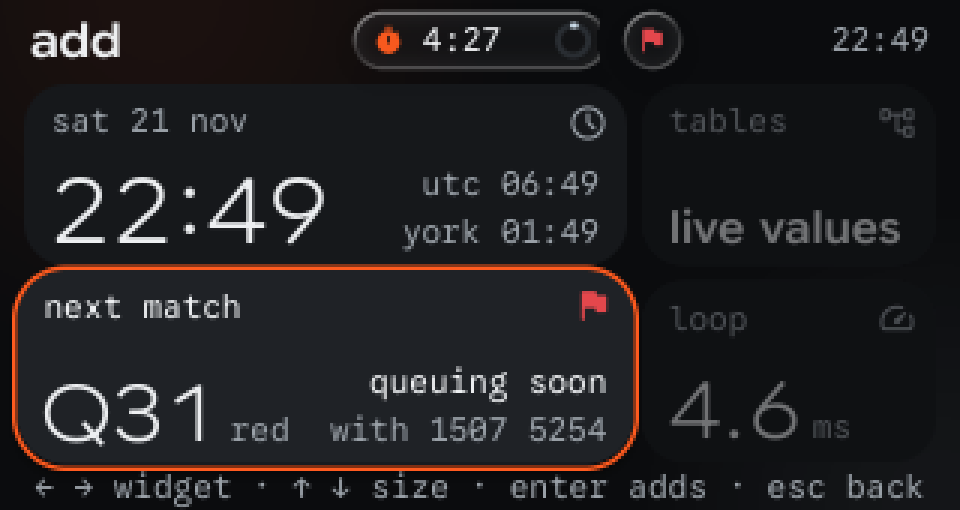 add
4:27
22:49
sat 21 nov
22:49
utc 06:49
york 01:49
tables
live values
next match
Q31 red
queuing soon
with 1507 5254
loop
4.6 ms
← → widget · ↑ ↓ size · enter adds · esc back